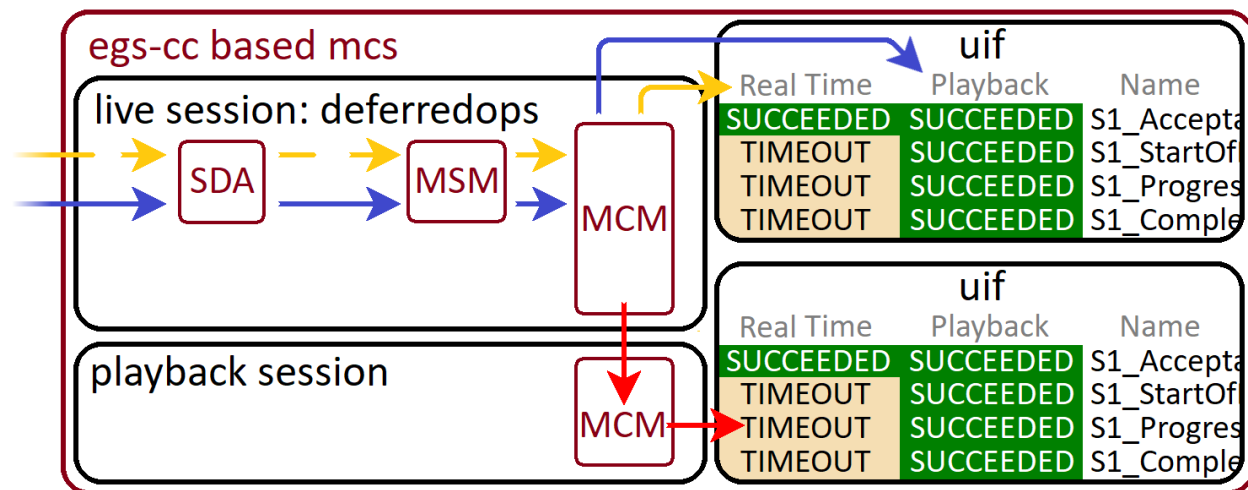 egs-cc based mcs
live session: deferredops
SDA
MSM
MCM
uif
Real Time Playback Name
SUCCEEDED SUCCEEDED S1_Accepta
TIMEOUT SUCCEEDED S1_StartOf
TIMEOUT SUCCEEDED S1_Progres
TIMEOUT SUCCEEDED S1_Comple
playback session
MCM
uif
Real Time Playback Name
SUCCEEDED SUCCEEDED S1_Accepta
TIMEOUT SUCCEEDED S1_StartOf
TIMEOUT SUCCEEDED S1_Progres
TIMEOUT SUCCEEDED S1_Comple